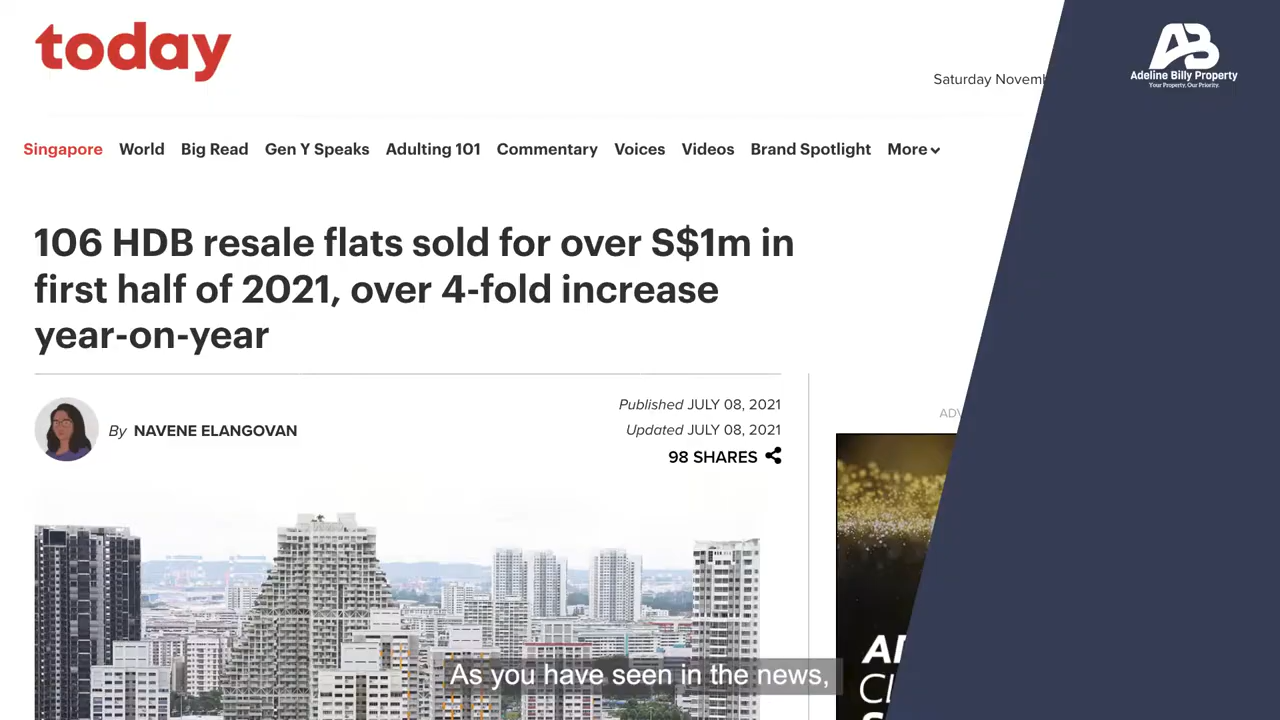 today
AB
Adeline Billy Property
Your Property, Our Priority.
Saturday
Singapore World Big Read Gen Y Speaks Adulting 101 Commentary Voices Videos Brand Spotlight More
106 HDB resale flats sold for over S$1m in
first half of 2021, over 4-fold increase
year-on-year
Published JULY 08, 2021
By NAVENE ELANGOVAN
Updated JULY 08, 2021
98 SHARES
As you have seen in the news,